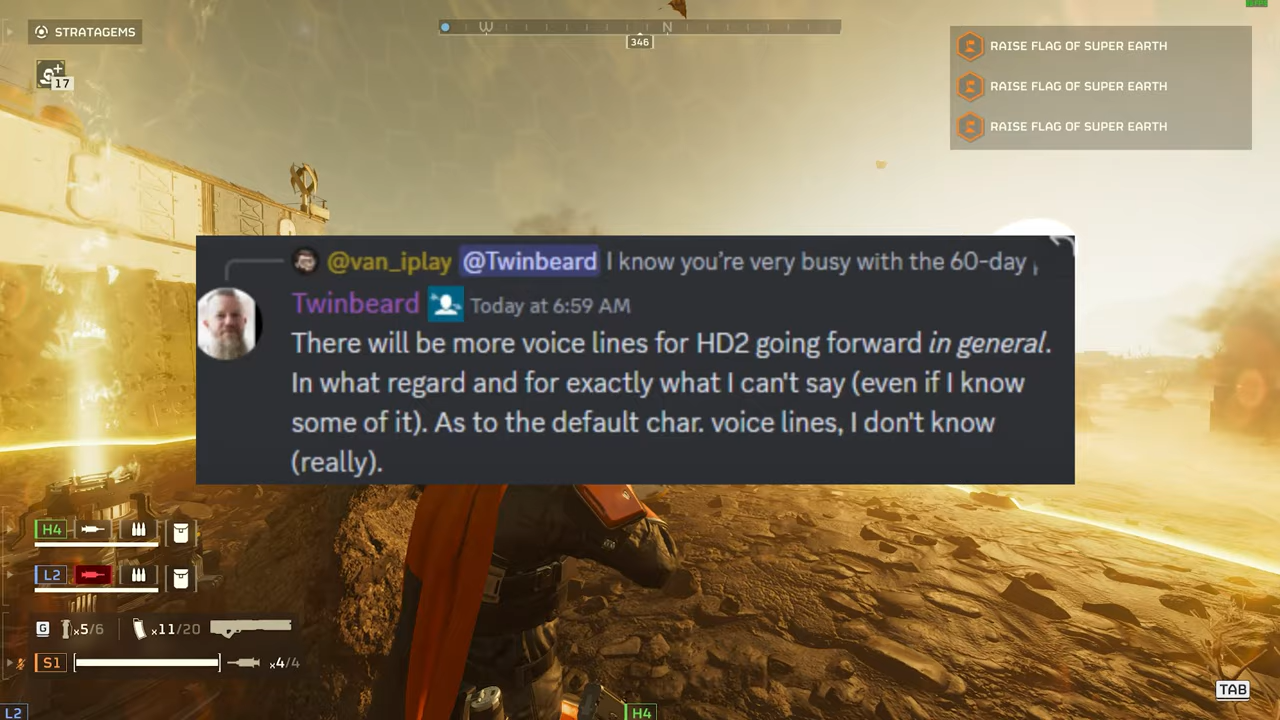 STRATAGEMS
W
N
346
17
RAISE FLAG OF SUPER EARTH
RAISE FLAG OF SUPER EARTH
RAISE FLAG OF SUPER EARTH
@van_iplay @Twinbeard I know you're very busy with the 60-day
Twinbeard Today at 6:59 AM
There will be more voice lines for HD2 going forward in general.
In what regard and for exactly what I can't say (even if I know
some of it). As to the default char. voice lines, I don't know
(really).
H4
L2
G x5/6 x11/20
S1 x4/4
TAB
L2
H4